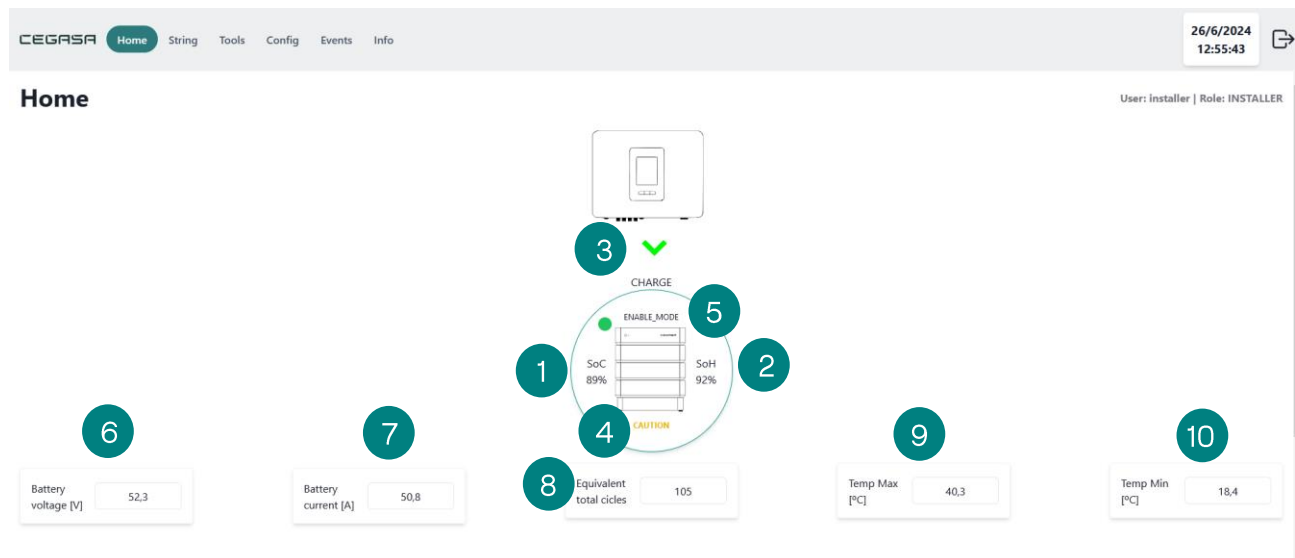 CEGASA Home String Tools Config Events Info
26/6/2024
12:55:43
Home
User: installer | Role: INSTALLER
3
CHARGE
5
ENABLE_MODE
1
SoC
89%
SoH
92%
2
4
CAUTION
6
7
9
10
Battery
voltage [V]
52,3
Battery
current [A]
50,8
8
Equivalent
total cicles
105
Temp Max
[ºC]
40,3
Temp Min
[ºC]
18,4